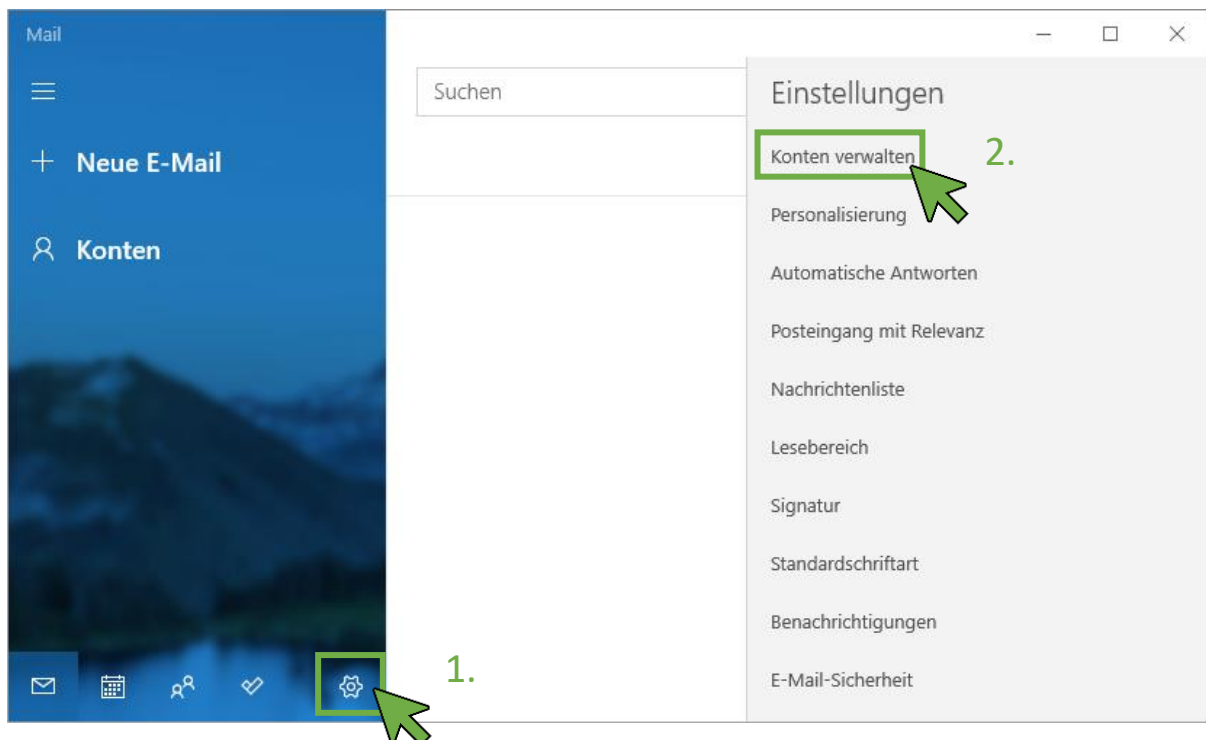 Mail
Neue E-Mail
Konten
1.
Suchen
Einstellungen
Konten verwalten
2.
Personalisierung
Automatische Antworten
Posteingang mit Relevanz
Nachrichtenliste
Lesebereich
Signatur
Standardschriftart
Benachrichtigungen
E-Mail-Sicherheit